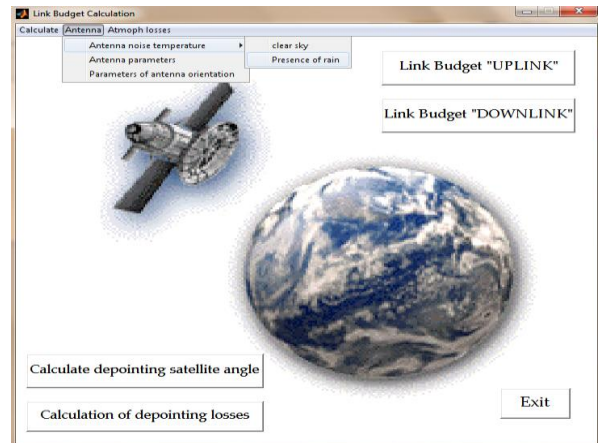 Link Budget Calculation
Calculate Antenna Atmoph losses
Antenna noise temperature
clear sky
Antenna parameters
Presence of rain
Parameters of antenna orientation
Link Budget "UPLINK"
Link Budget "DOWNLINK"
Calculate depointing satellite angle
Calculation of depointing losses
Exit